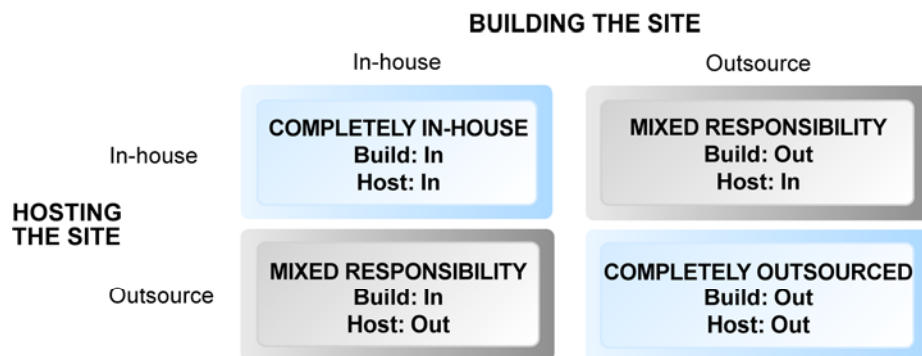 BUILDING THE SITE
In-house
Outsource
In-house
COMPLETELY IN-HOUSE
Build: In
Host: In
MIXED RESPONSIBILITY
Build: Out
Host: In
HOSTING
THE SITE
Outsource
MIXED RESPONSIBILITY
Build: In
Host: Out
COMPLETELY OUTSOURCED
Build: Out
Host: Out